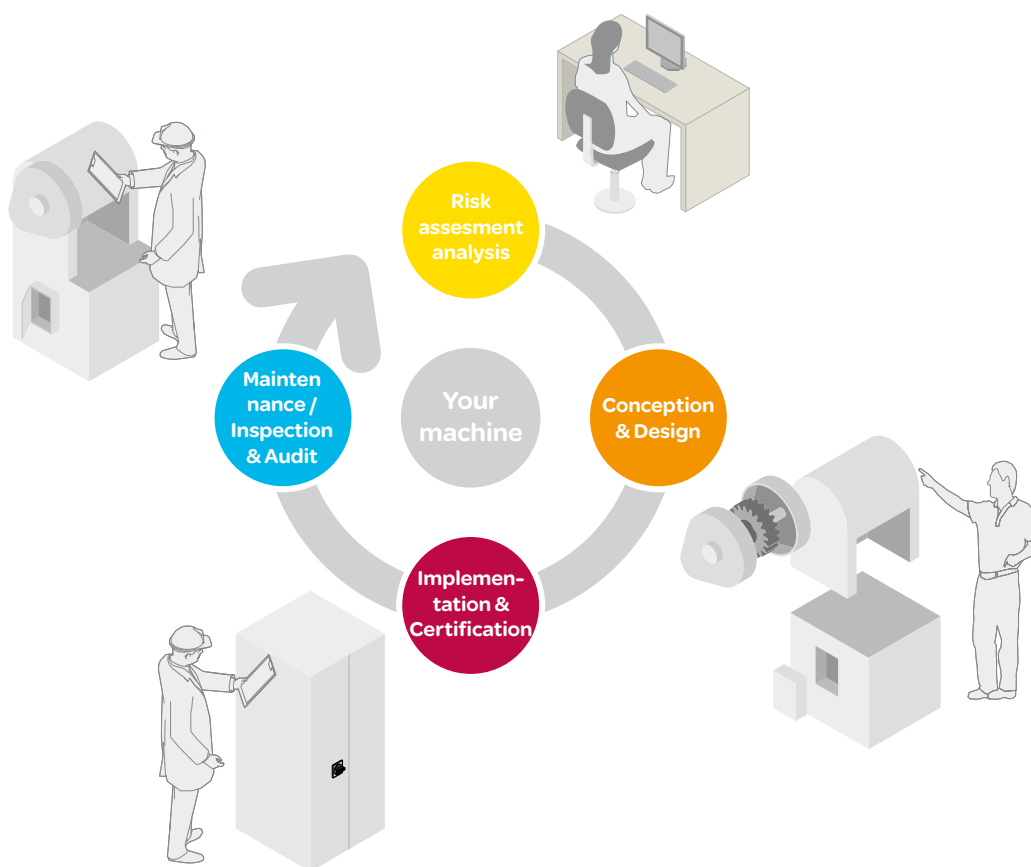 Risk
assesment
analysis
Mainten
nance /
Inspection
& Audit
Your
machine
Conception
& Design
Implemen-
tation &
Certification